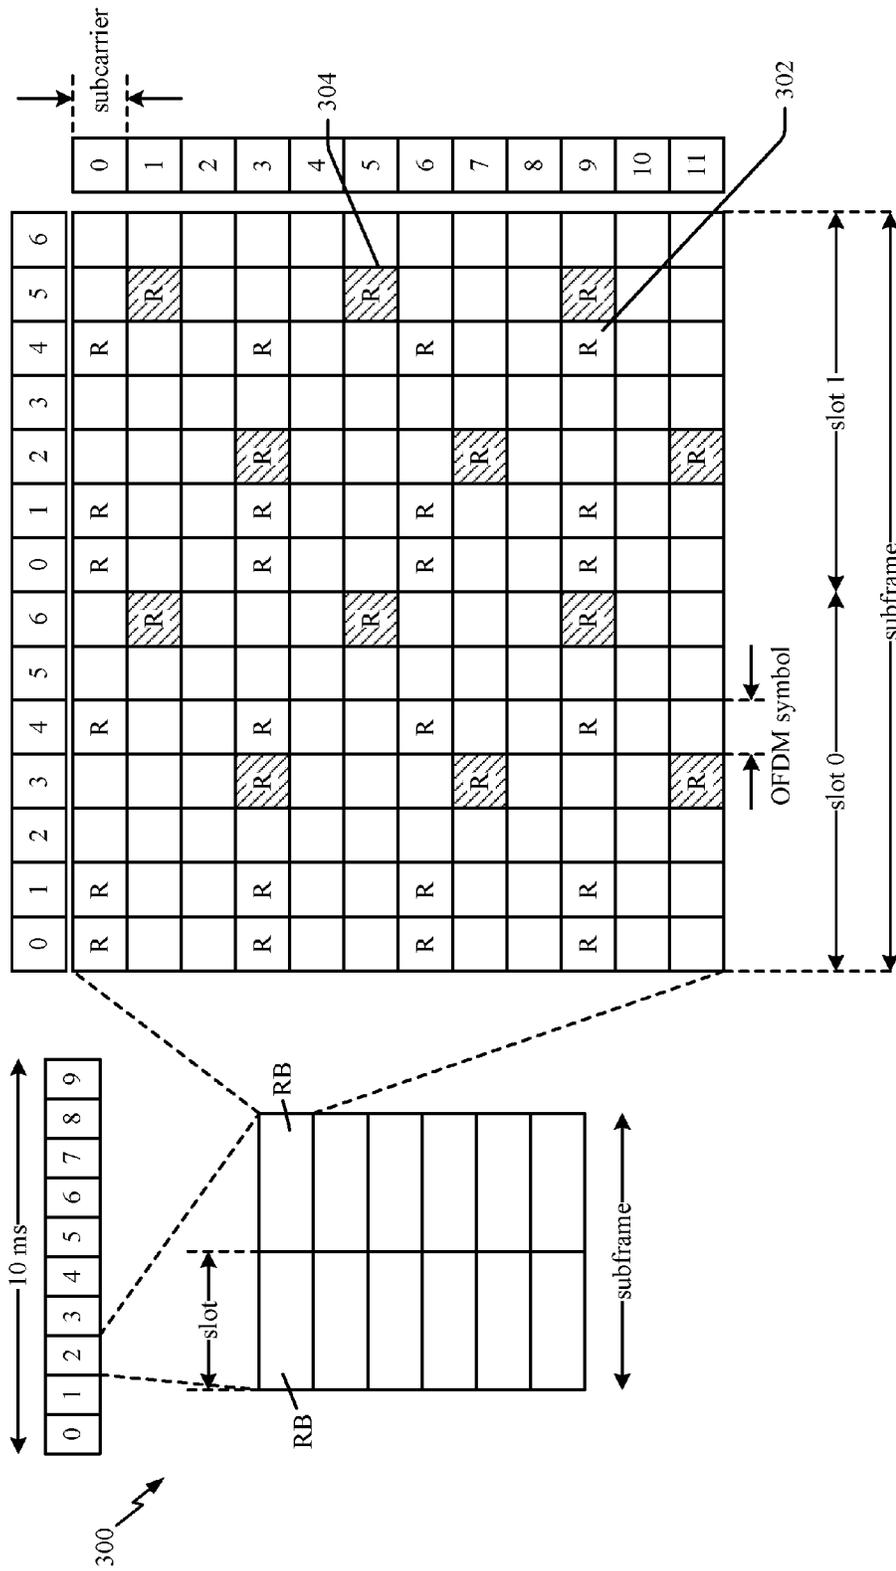 10 ms
0 1 2 3 4 5 6 7 8 9
300
slot
RB
RB
subframe
0 1 2 3 4 5 6 0 1 2 3 4 5 6
subcarrier
R R R R R R 0
R R 1
2
R R R R R R R R 3
4
R R 5
304
R R R R R R 6
R R 7
8
R R R R R R R R 9
10
R R 11
302
OFDM symbol
slot 0
slot 1
subframe